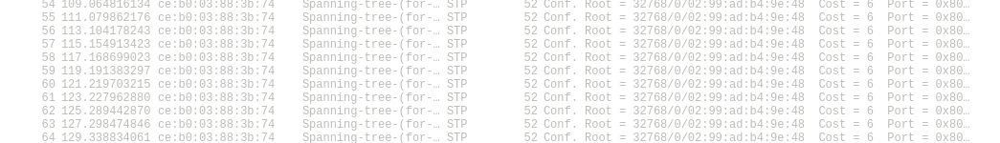 54 109.064816134 ce:b0:03:88:3b:74 Spanning-tree-(for-… STP 52 Conf. Root = 32768/0/02:99:ad:b4:9e:48 Cost = 6 Port = 0x80…
55 111.079862176 ce:b0:03:88:3b:74 Spanning-tree-(for-… STP 52 Conf. Root = 32768/0/02:99:ad:b4:9e:48 Cost = 6 Port = 0x80…
56 113.104178243 ce:b0:03:88:3b:74 Spanning-tree-(for-… STP 52 Conf. Root = 32768/0/02:99:ad:b4:9e:48 Cost = 6 Port = 0x80…
57 115.154913423 ce:b0:03:88:3b:74 Spanning-tree-(for-… STP 52 Conf. Root = 32768/0/02:99:ad:b4:9e:48 Cost = 6 Port = 0x80…
58 117.168699023 ce:b0:03:88:3b:74 Spanning-tree-(for-… STP 52 Conf. Root = 32768/0/02:99:ad:b4:9e:48 Cost = 6 Port = 0x80…
59 119.191383297 ce:b0:03:88:3b:74 Spanning-tree-(for-… STP 52 Conf. Root = 32768/0/02:99:ad:b4:9e:48 Cost = 6 Port = 0x80…
60 121.219703215 ce:b0:03:88:3b:74 Spanning-tree-(for-… STP 52 Conf. Root = 32768/0/02:99:ad:b4:9e:48 Cost = 6 Port = 0x80…
61 123.227962880 ce:b0:03:88:3b:74 Spanning-tree-(for-… STP 52 Conf. Root = 32768/0/02:99:ad:b4:9e:48 Cost = 6 Port = 0x80…
62 125.289442870 ce:b0:03:88:3b:74 Spanning-tree-(for-… STP 52 Conf. Root = 32768/0/02:99:ad:b4:9e:48 Cost = 6 Port = 0x80…
63 127.298474846 ce:b0:03:88:3b:74 Spanning-tree-(for-… STP 52 Conf. Root = 32768/0/02:99:ad:b4:9e:48 Cost = 6 Port = 0x80…
64 129.338834061 ce:b0:03:88:3b:74 Spanning-tree-(for-… STP 52 Conf. Root = 32768/0/02:99:ad:b4:9e:48 Cost = 6 Port = 0x80…